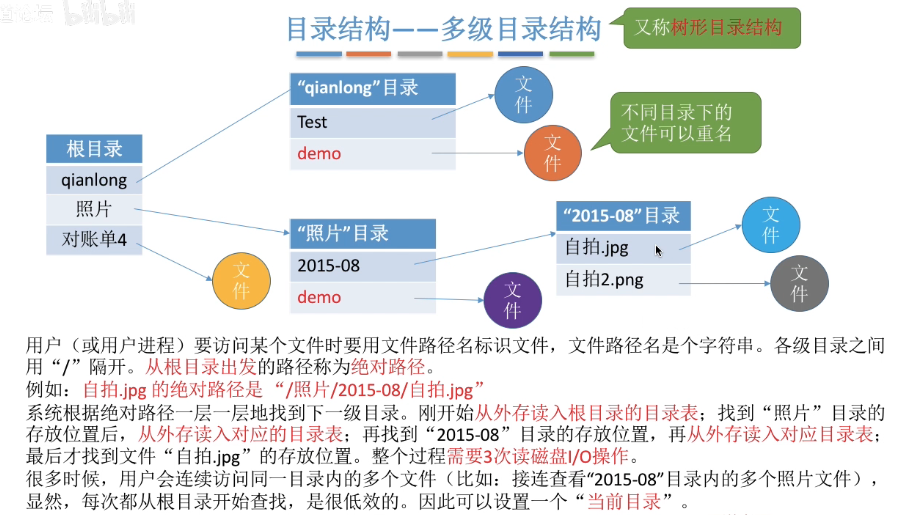 目录结构——多级目录结构
又称树形目录结构
“qianlong”目录
Test
demo
文件
文件
不同目录下的
文件可以重名
根目录
qianlong
照片
对账单4
文件
“照片”目录
2015-08
demo
文件
“2015-08”目录
自拍.jpg
自拍2.png
文件
文件
用户（或用户进程）要访问某个文件时要用文件路径名标识文件，文件路径名是个字符串。各级目录之间
用“/”隔开。从根目录出发的路径称为绝对路径。
例如：自拍.jpg 的绝对路径是 “/照片/2015-08/自拍.jpg”
系统根据绝对路径一层一层地找到下一级目录。刚开始从外存读入根目录的目录表；找到“照片”目录的
存放位置后，从外存读入对应的目录表；再找到“2015-08”目录的存放位置，再从外存读入对应目录表；
最后才找到文件“自拍.jpg”的存放位置。整个过程需要3次读磁盘I/O操作。
很多时候，用户会连续访问同一目录内的多个文件（比如：接连查看“2015-08”目录内的多个照片文件），
显然，每次都从根目录开始查找，是很低效的。因此可以设置一个“当前目录”。